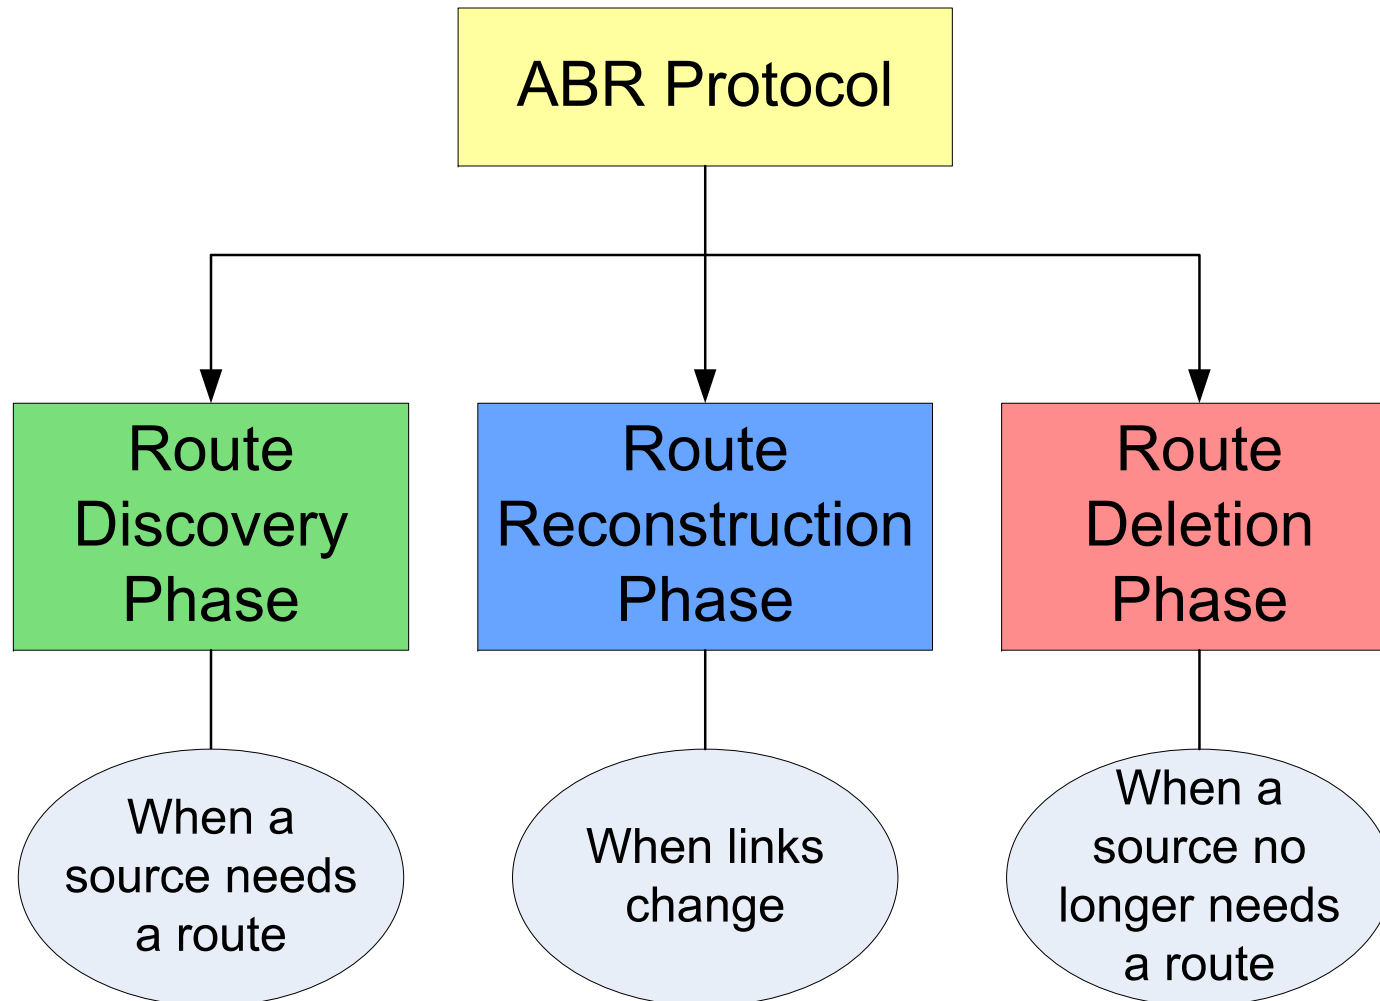 ABR Protocol
Route
Discovery
Phase
Route
Reconstruction
Phase
Route
Deletion
Phase
When a
source needs
a route
When links
change
When a
source no
longer needs
a route